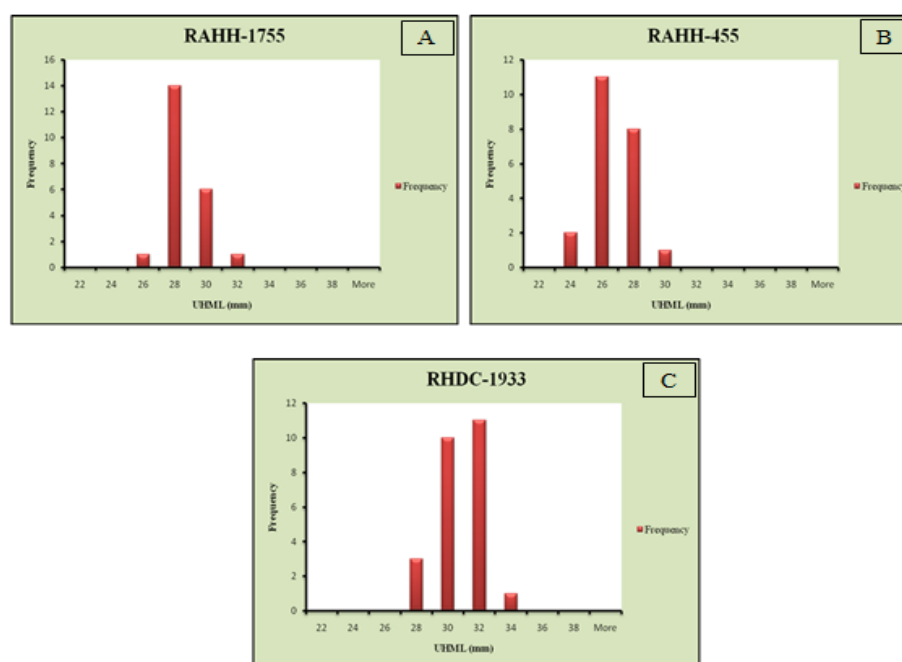 RAHH-1755
A
16
14
12
10
8
6
4
2
0
Frequency
Frequency
22 24 26 28 30 32 34 36 38 More
UHML (mm)
RAHH-455
B
12
10
8
6
4
2
0
Frequency
Frequency
22 24 26 28 30 32 34 36 38 More
UHML (mm)
RHDC-1933
C
12
10
8
6
4
2
0
Frequency
Frequency
22 24 26 28 30 32 34 36 38 More
UHML (mm)